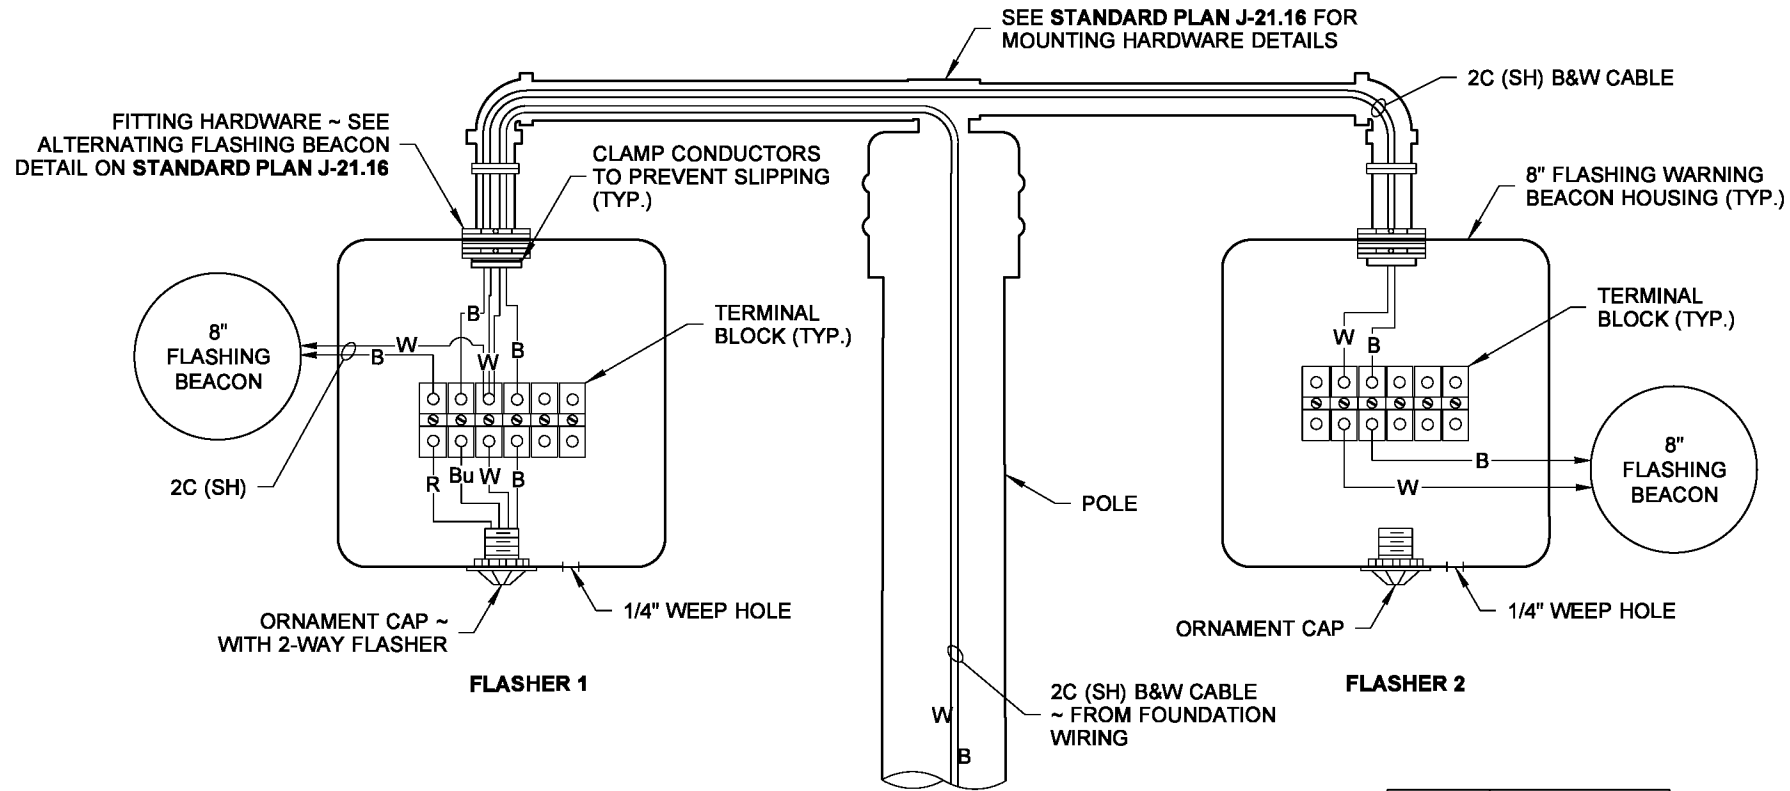 SEE STANDARD PLAN J-21.16 FOR
MOUNTING HARDWARE DETAILS
2C (SH) B&W CABLE
FITTING HARDWARE ~ SEE
ALTERNATING FLASHING BEACON
DETAIL ON STANDARD PLAN J-21.16
CLAMP CONDUCTORS
TO PREVENT SLIPPING
(TYP.)
8" FLASHING WARNING
BEACON HOUSING (TYP.)
8"
FLASHING
BEACON
W
B
B
W
B
TERMINAL
BLOCK (TYP.)
W
B
TERMINAL
BLOCK (TYP.)
2C (SH)
R
Bu
W
B
POLE
B
W
8"
FLASHING
BEACON
ORNAMENT CAP ~
WITH 2-WAY FLASHER
1/4" WEEP HOLE
ORNAMENT CAP
1/4" WEEP HOLE
FLASHER 1
FLASHER 2
2C (SH) B&W CABLE
~ FROM FOUNDATION
WIRING
W
B